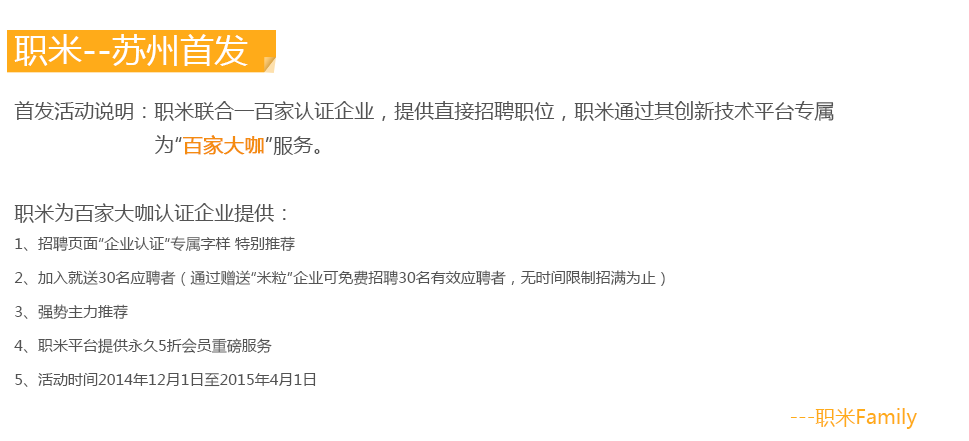 职米--苏州首发
首发活动说明：职米联合一百家认证企业，提供直接招聘职位，职米通过其创新技术平台专属
为“百家大咖”服务。
职米为百家大咖认证企业提供：
1、招聘页面“企业认证”专属字样 特别推荐
2、加入就送30名应聘者（通过赠送“米粒”企业可免费招聘30名有效应聘者，无时间限制招满为止）
3、强势主力推荐
4、职米平台提供永久5折会员重磅服务
5、活动时间2014年12月1日至2015年4月1日
---职米Family